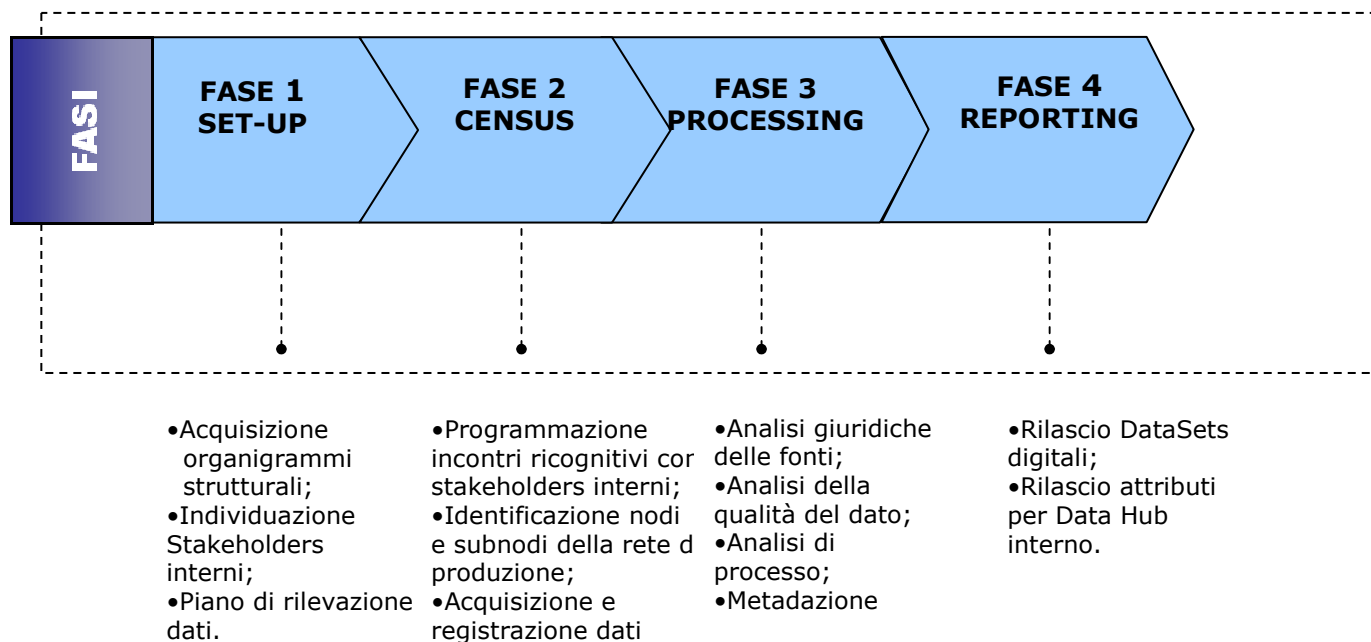 FASI
FASE 1
SET-UP
FASE 2
CENSUS
FASE 3
PROCESSING
FASE 4
REPORTING
•Acquisizione
organigrammi
strutturali;
•Individuazione
Stakeholders
interni;
•Piano di rilevazione
dati.
•Programmazione
incontri ricognitivi
stakeholders interni;
•Identificazione nodi
e subnodi della rete
produzione;
•Acquisizione e
registrazione dati
•Analisi giuridiche
delle fonti;
•Analisi della
qualità del dato;
•Analisi di
processo;
•Metadazione
•Rilascio DataSets
digitali;
•Rilascio attributi
per Data Hub
interno.